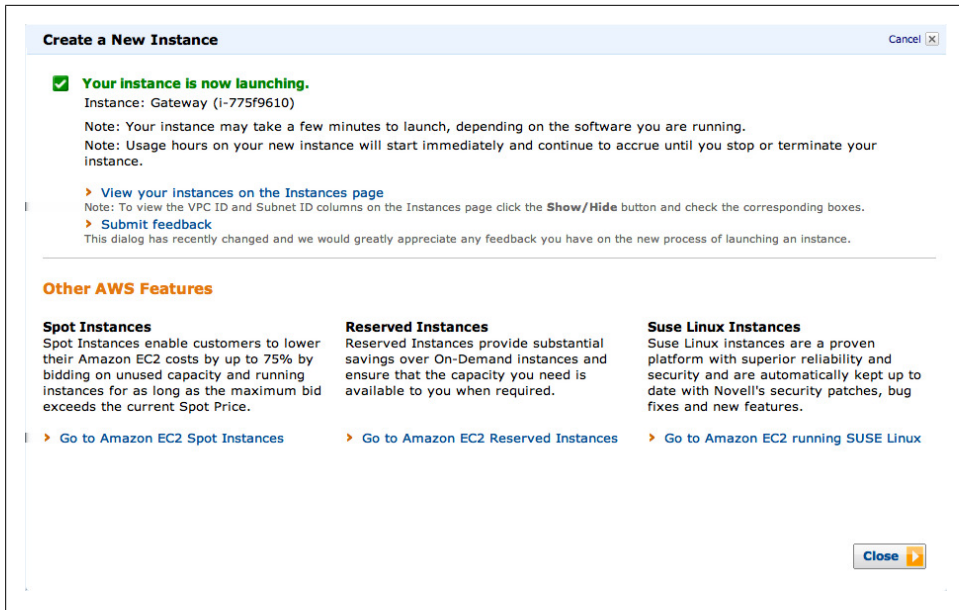 Create a New Instance
Cancel
Your instance is now launching.
Instance: Gateway (i-775f9610)
Note: Your instance may take a few minutes to launch, depending on the software you are running.
Note: Usage hours on your new instance will start immediately and continue to accrue until you stop or terminate your
instance.
View your instances on the Instances page
Note: To view the VPC ID and Subnet ID columns on the Instances page click the Show/Hide button and check the corresponding boxes.
Submit feedback
This dialog has recently changed and we would greatly appreciate any feedback you have on the new process of launching an instance.
Other AWS Features
Spot Instances
Spot Instances enable customers to lower
their Amazon EC2 costs by up to 75% by
bidding on unused capacity and running
instances for as long as the maximum bid
exceeds the current Spot Price.
Go to Amazon EC2 Spot Instances
Reserved Instances
Reserved Instances provide substantial
savings over On-Demand instances and
ensure that the capacity you need is
available to you when required.
Go to Amazon EC2 Reserved Instances
Suse Linux Instances
Suse Linux instances are a proven
platform with superior reliability and
security and are automatically kept up to
date with Novell's security patches, bug
fixes and new features.
Go to Amazon EC2 running SUSE Linux
Close